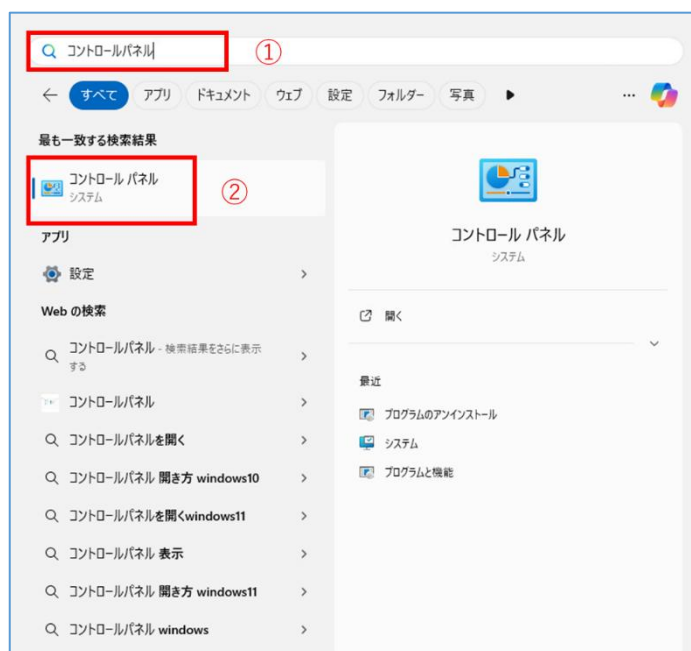 コントロールパネル ①
すべて アプリ ドキュメント ウェブ 設定 フォルダー 写真 ▶ …
最も一致する検索結果
コントロール パネル
システム
②
アプリ
設定
Web の検索
コントロールパネル - 検索結果をさらに表示
する
コントロールパネル
コントロールパネルを開く
コントロールパネル 開き方 windows10
コントロールパネルを開くwindows11
コントロールパネル 表示
コントロールパネル 開き方 windows11
コントロールパネル windows
コントロール パネル
システム
開く
最近
プログラムのアンインストール
システム
プログラムと機能